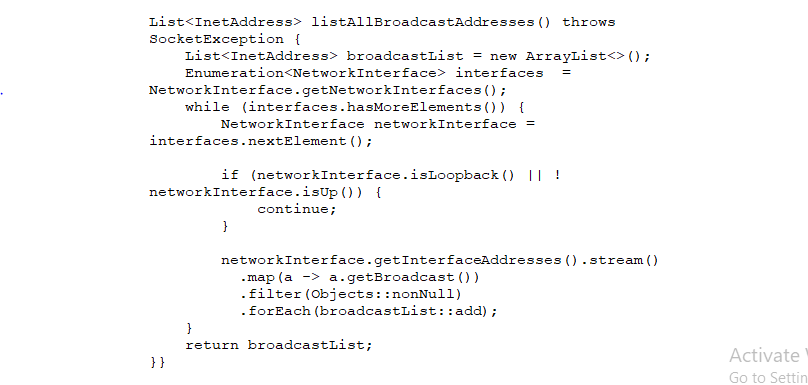 List<InetAddress> listAllBroadcastAddresses() throws
SocketException {
    List<InetAddress> broadcastList = new ArrayList<>();
    Enumeration<NetworkInterface> interfaces  =
NetworkInterface.getNetworkInterfaces();
    while (interfaces.hasMoreElements()) {
        NetworkInterface networkInterface =
interfaces.nextElement();

        if (networkInterface.isLoopback() || !
networkInterface.isUp()) {
            continue;
        }

        networkInterface.getInterfaceAddresses().stream()
          .map(a -> a.getBroadcast())
          .filter(Objects::nonNull)
          .forEach(broadcastList::add);
    }
    return broadcastList;
}}
Activate
Go to Settin